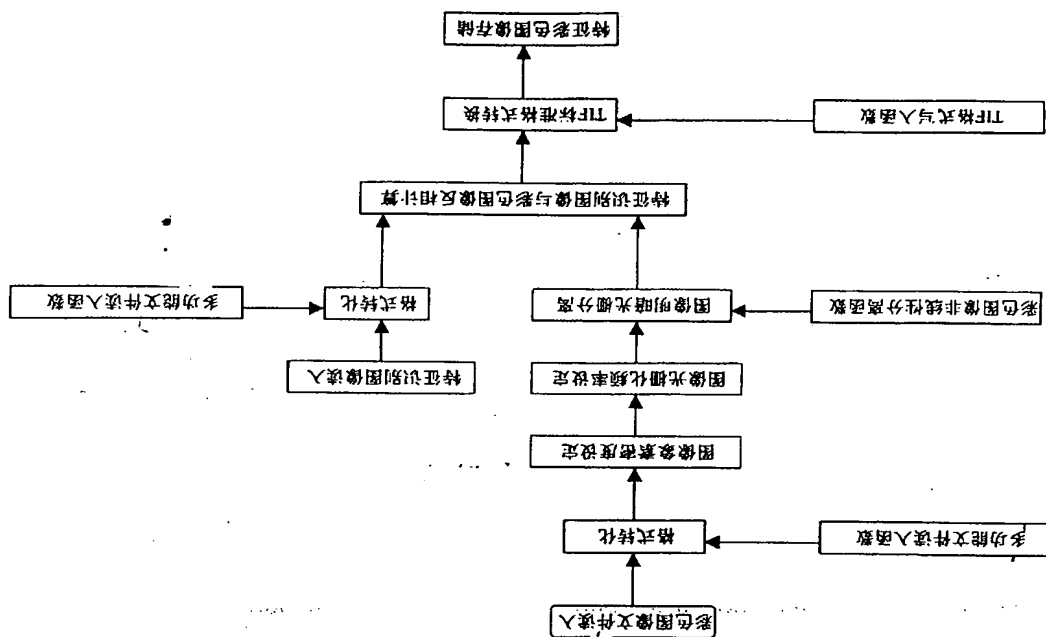 彩色图像文件读入
多功能文件读入函数
格式转化
图像象素密度设定
特征识别图像读入
图像光栅化频率设定
彩色图像非线性分离函数
图像明暗光栅分离
格式转化
多功能文件读入函数
特征识别图像与彩色图像反相计算
TIF格式写入函数
TIF标准格式转换
特征彩色图像存储